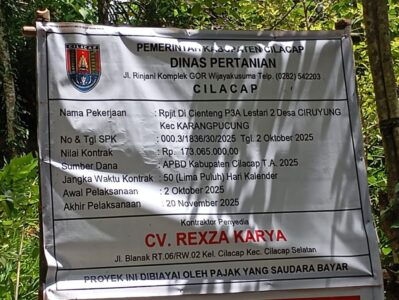 CILACAP
PEMERINTAH KABUPATEN CILACAP
DINAS PERTANIAN
Jl. Rinjani Komplek GOR Wijayakusuma Telp. (0282) 542203
CILACAP
Nama Pekerjaan : Rpjit Di Cienteng P3A Lestari 2 Desa CIRUYUNG
Kec KARANGPUCUNG
No & Tgl SPK : 000.3/1836/30/2025 Tgl. 2 Oktober 2025
Nilai Kontrak : Rp. 173.065.000,00
Sumber Dana : APBD Kabupaten Cilacap T.A. 2025
Jangka Waktu Kontrak : 50 (Lima Puluh) Hari Kalender
Awal Pelaksanaan : 2 Oktober 2025
Akhir Pelaksanaan : 20 November 2025
Kontraktor Penyedia
CV. REXZA KARYA
Jl. Blanak RT.06/RW.02 Kel. Cilacap Kec. Cilacap Selatan
PROYEK INI DIBIAYAI OLEH PAJAK YANG SAUDARA BAYAR